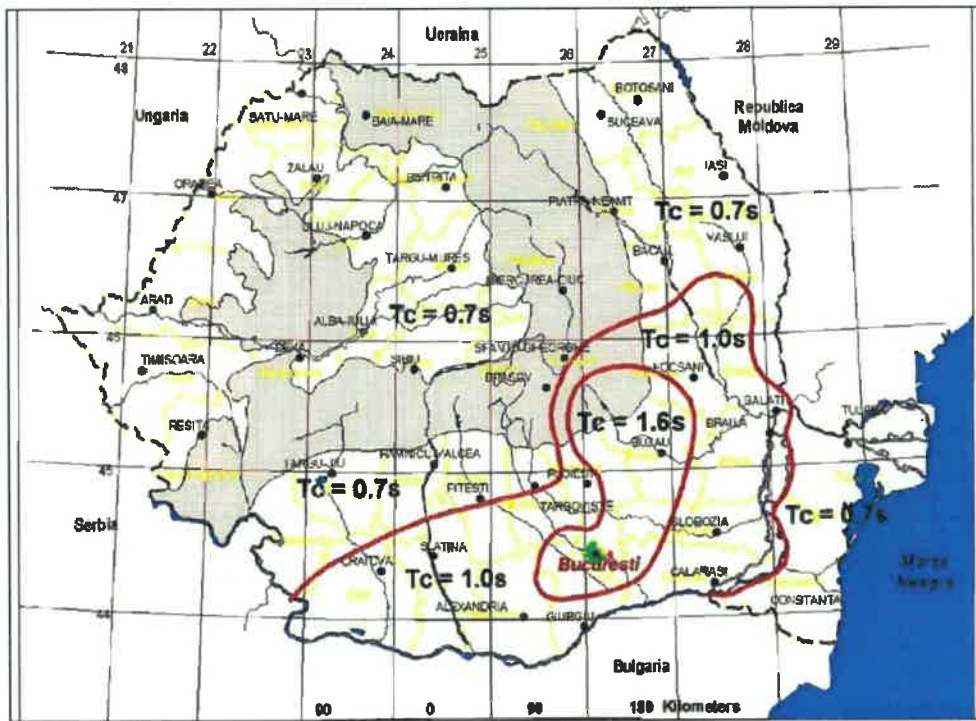 Ucraina
21 22 23 24 25 26 27 28 29
48
BOTOSANI
Ungaria
SATU-MARE
BAIA-MARE
SUCEAVA
Republica
Moldova
ZALAU
IASI
ORADEA
BISTRITA
47
PIATRA-NEAMT
Tc = 0.7s
CLUJ-NAPOCA
BACAU
VASLUI
TARGU-MURES
MIERCUREA-CIUC
ARAD
Tc = 0.7s
ALBA-IULIA
Tc = 1.0s
DEVA
SFANTU GHEORGHE
TIMISOARA
SIBIU
FOCSANI
BRASOV
GALATI
RESITA
Tc = 1.6s
BRAILA
BUZAU
45
RAMNICU VALCEA
TARGU-JIU
Tc = 0.7s
PITESTI
PLOIESTI
TARGOVISTE
Serbia
SLOBOZIA
Tc = 0.7s
SLATINA
Bucuresti
CRAIOVA
Tc = 1.0s
CALARASI
Marea
Neagra
ALEXANDRIA
CONSTANTA
44
GIURGIU
Bulgaria
90 0 90 180 Kilometers